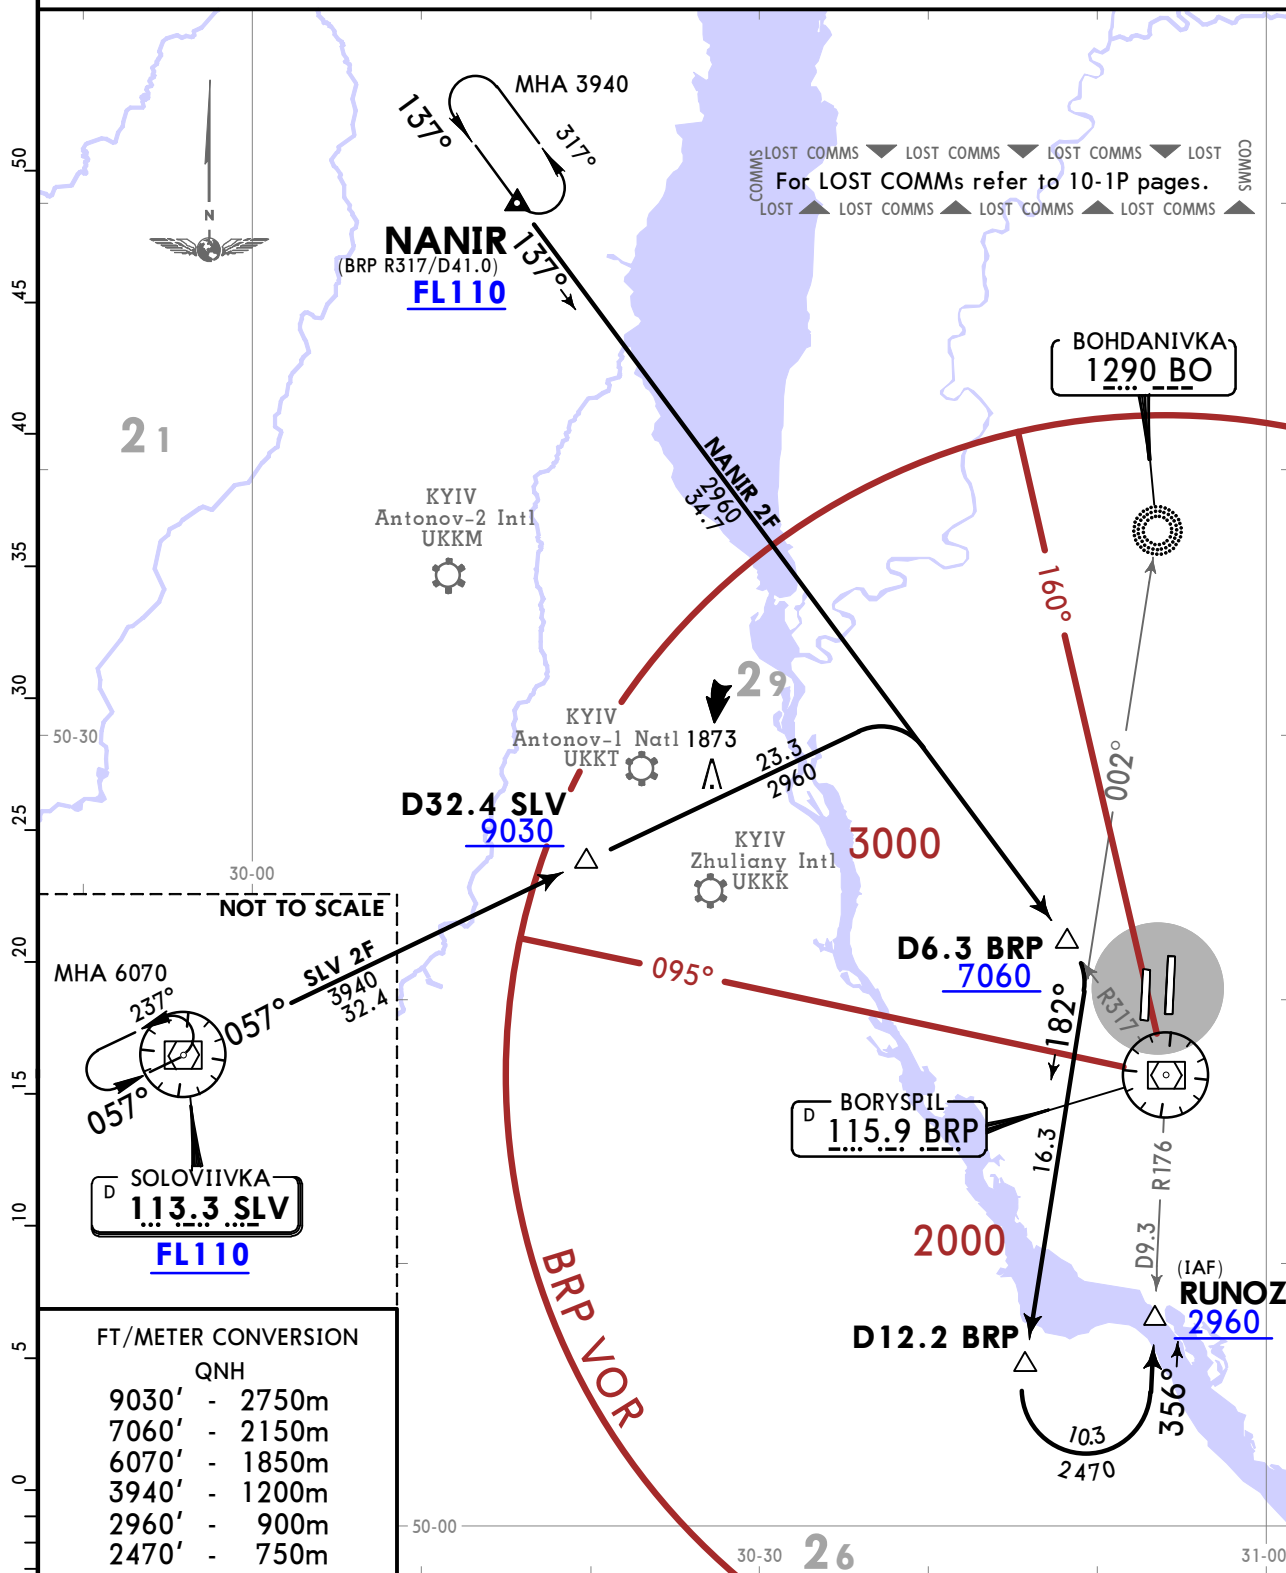 MHA 3940
137°
317°
N
NANIR
(BRP R317/D41.0)
FL110
137°
LOST COMMS LOST COMMS LOST COMMS LOST
COMMS
COMMS
For LOST COMMs refer to 10-1P pages.
LOST LOST COMMS LOST COMMS LOST COMMS
50
45
40
35
30
25
20
15
10
5
0
BOHDANIVKA
1290 BO
21
NANIR 2F
2960
34.7
KYIV
Antonov-2 Intl
UKKM
160°
29
KYIV
Antonov-1 Natl
UKKT
1873
50-30
23.3
2960
002°
D32.4 SLV
9030
KYIV
Zhuliany Intl
UKKK
3000
30-00
NOT TO SCALE
SLV 2F
3940
32.4
MHA 6070
237°
057°
057°
095°
D6.3 BRP
7060
R317
182°
16.3
D BORYSPIL
115.9 BRP
D SOLOVIIVKA
113.3 SLV
FL110
R176
D9.3
2000
BRP VOR
(IAF)
RUNOZ
2960
D12.2 BRP
356°
10.3
2470
FT/METER CONVERSION
QNH
9030' - 2750m
7060' - 2150m
6070' - 1850m
3940' - 1200m
2960' - 900m
2470' - 750m
50-00
30-30
26
31-00